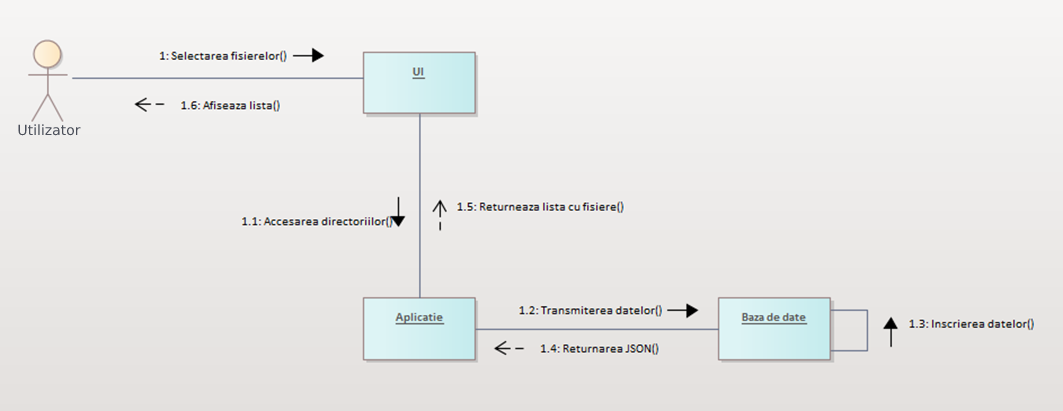 1: Selectarea fisierelor()
UI
1.6: Afiseaza lista()
Utilizator
1.5: Returneaza lista cu fisiere()
1.1: Accesarea directoriilor()
1.2: Transmiterea datelor()
Aplicatie
Baza de date
1.3: Inscrierea datelor()
1.4: Returnarea JSON()